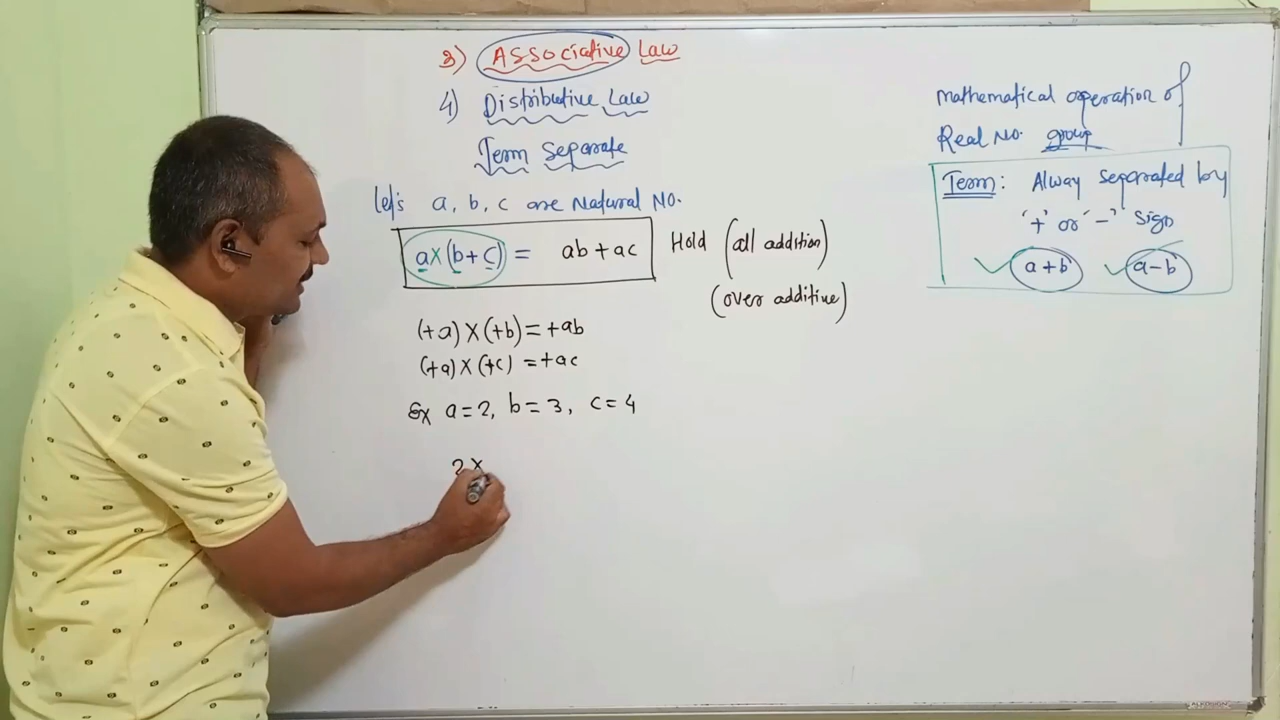 3) Associative Law
4) Distributive Law
Term Separate
let's a, b, c are Natural NO.
a×(b+c) = ab+ac Hold (all addition)
(over additive)
(+a)×(+b)=+ab
(+a)×(+c)=+ac
Ex a=2, b=3, c=4
2×
mathematical operation of
Real No. group
Term: Alway separated by
'+' or '-' Sign
a+b a-b